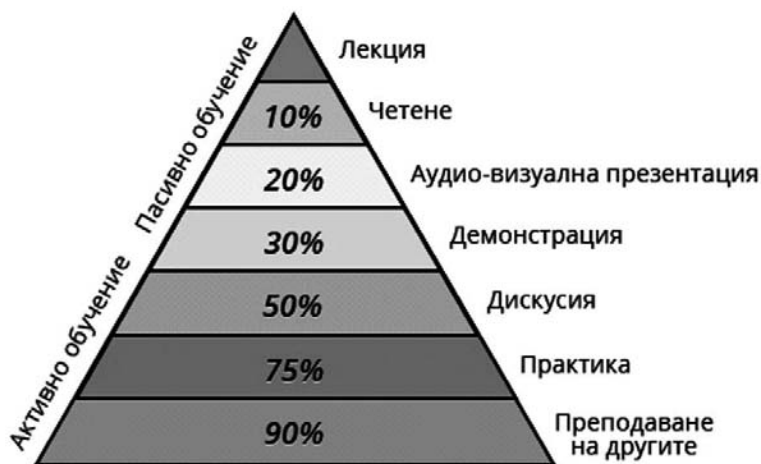 Лекция
10% Четене
20% Аудио-визуална презентация
30% Демонстрация
50% Дискусия
75% Практика
90% Преподаване
на другите
Пасивно обучение
Активно обучение